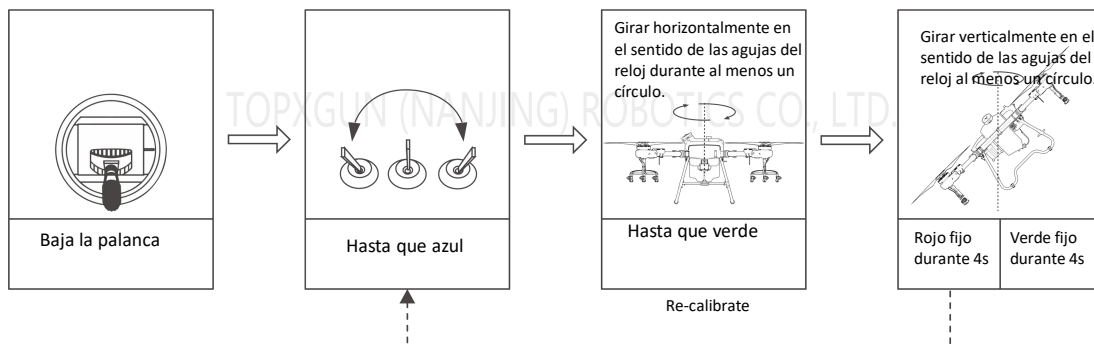 Girar horizontalmente en
el sentido de las agujas del
reloj durante al menos un
círculo.
Girar verticalmente en el
sentido de las agujas del
reloj al menos un círculo.
TOPXGUN (NANJING) ROBOTICS CO., LTD.
Baja la palanca
Hasta que azul
Hasta que verde
Rojo fijo
durante 4s
Verde fijo
durante 4s
Re-calibrate